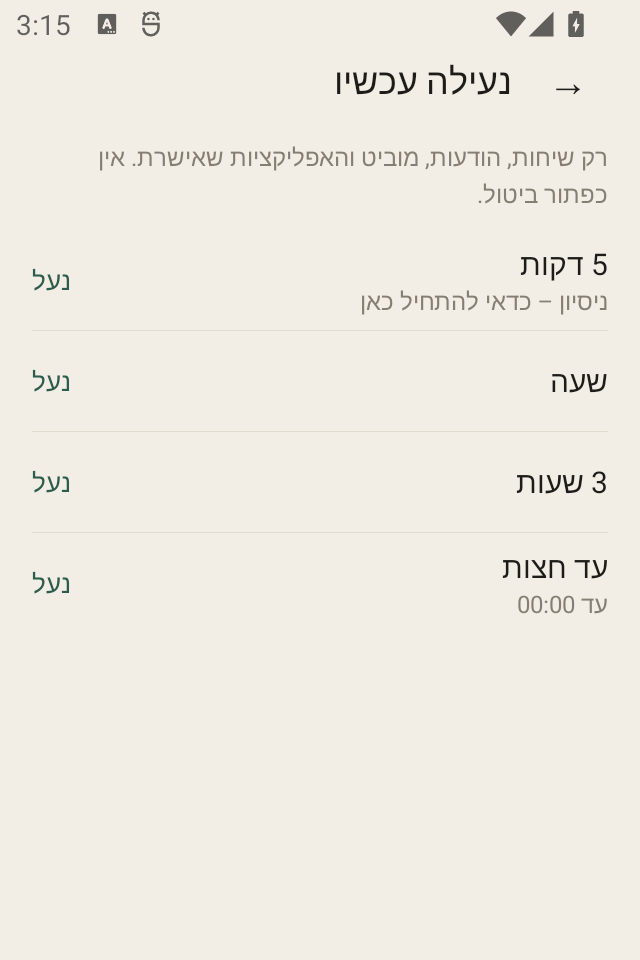 3:15
→ נעילה עכשיו
רק שיחות, הודעות, מוביט והאפליקציות שאישרת. אין
כפתור ביטול.
5 דקות
ניסיון – כדאי להתחיל כאן
נעל
שעה
נעל
3 שעות
נעל
עד חצות
עד 00:00
נעל